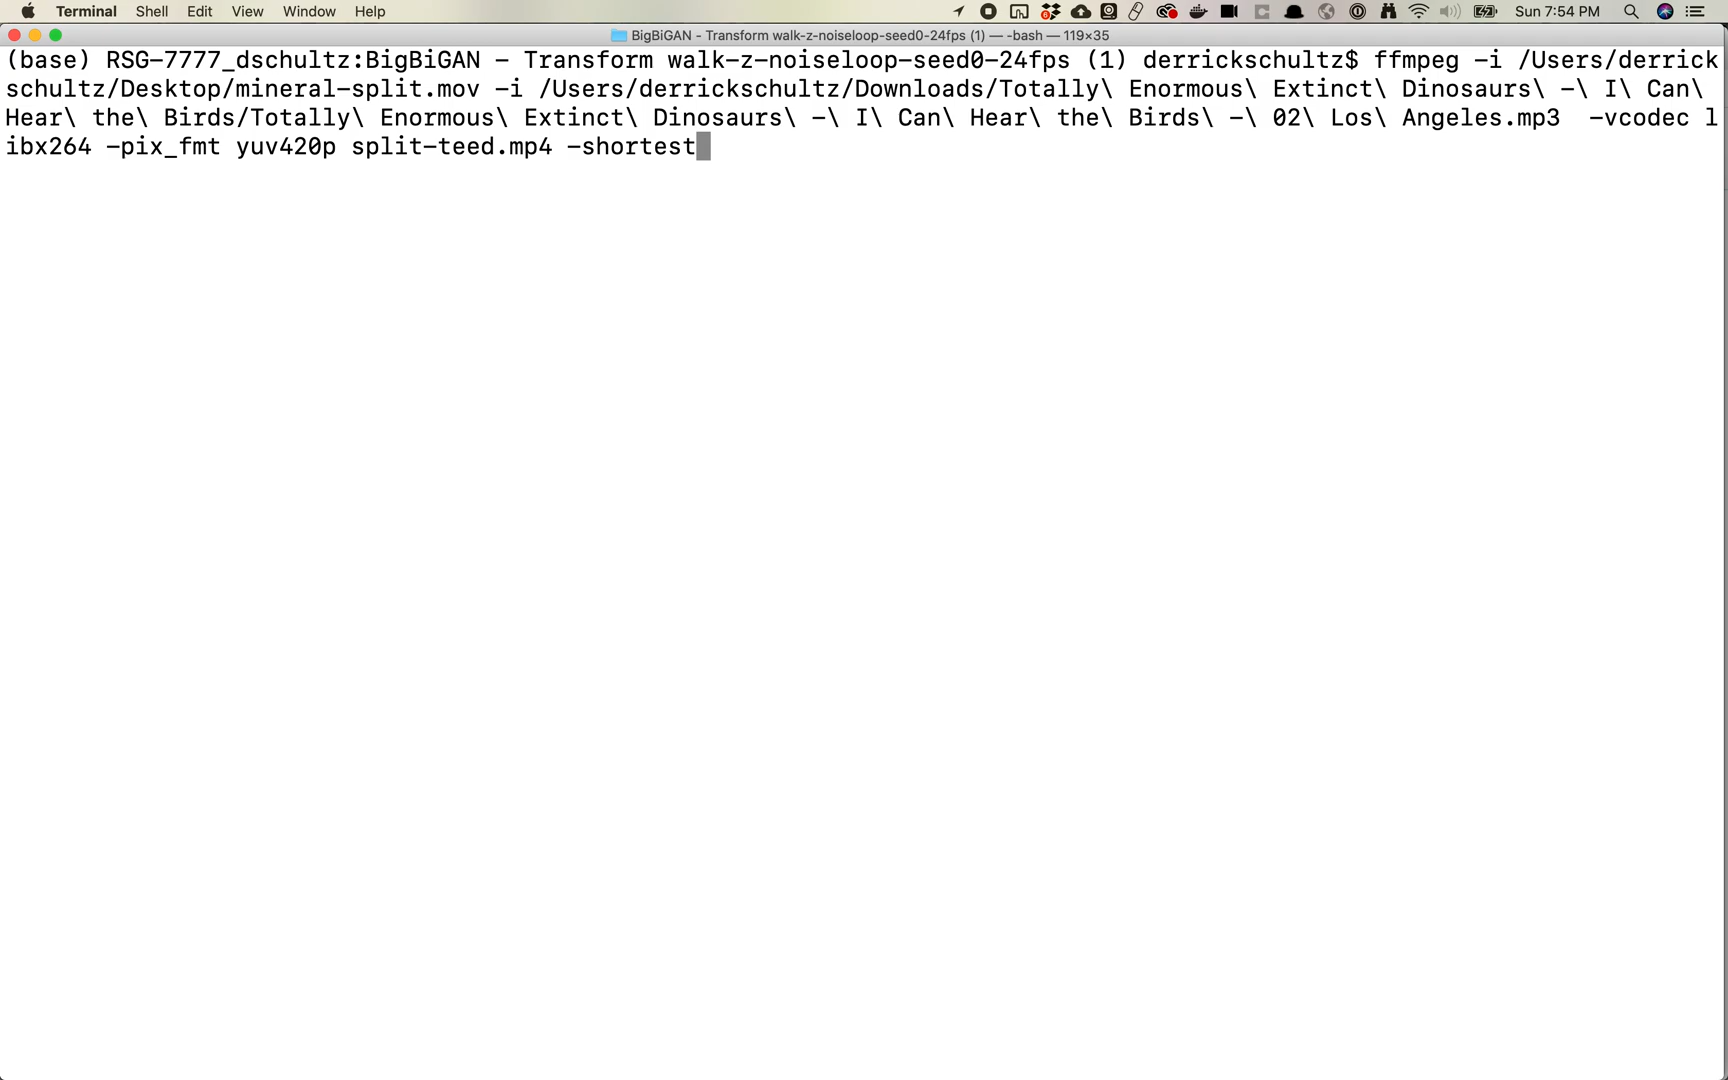 Terminal Shell Edit View Window Help Sun 7:54 PM
BigBiGAN - Transform walk-z-noiseloop-seed0-24fps (1) — -bash — 119×35
(base) RSG-7777_dschultz:BigBiGAN - Transform walk-z-noiseloop-seed0-24fps (1) derrickschultz$ ffmpeg -i /Users/derrick
schultz/Desktop/mineral-split.mov -i /Users/derrickschultz/Downloads/Totally\ Enormous\ Extinct\ Dinosaurs\ -\ I\ Can\
Hear\ the\ Birds/Totally\ Enormous\ Extinct\ Dinosaurs\ -\ I\ Can\ Hear\ the\ Birds\ -\ 02\ Los\ Angeles.mp3  -vcodec l
ibx264 -pix_fmt yuv420p split-teed.mp4 -shortest